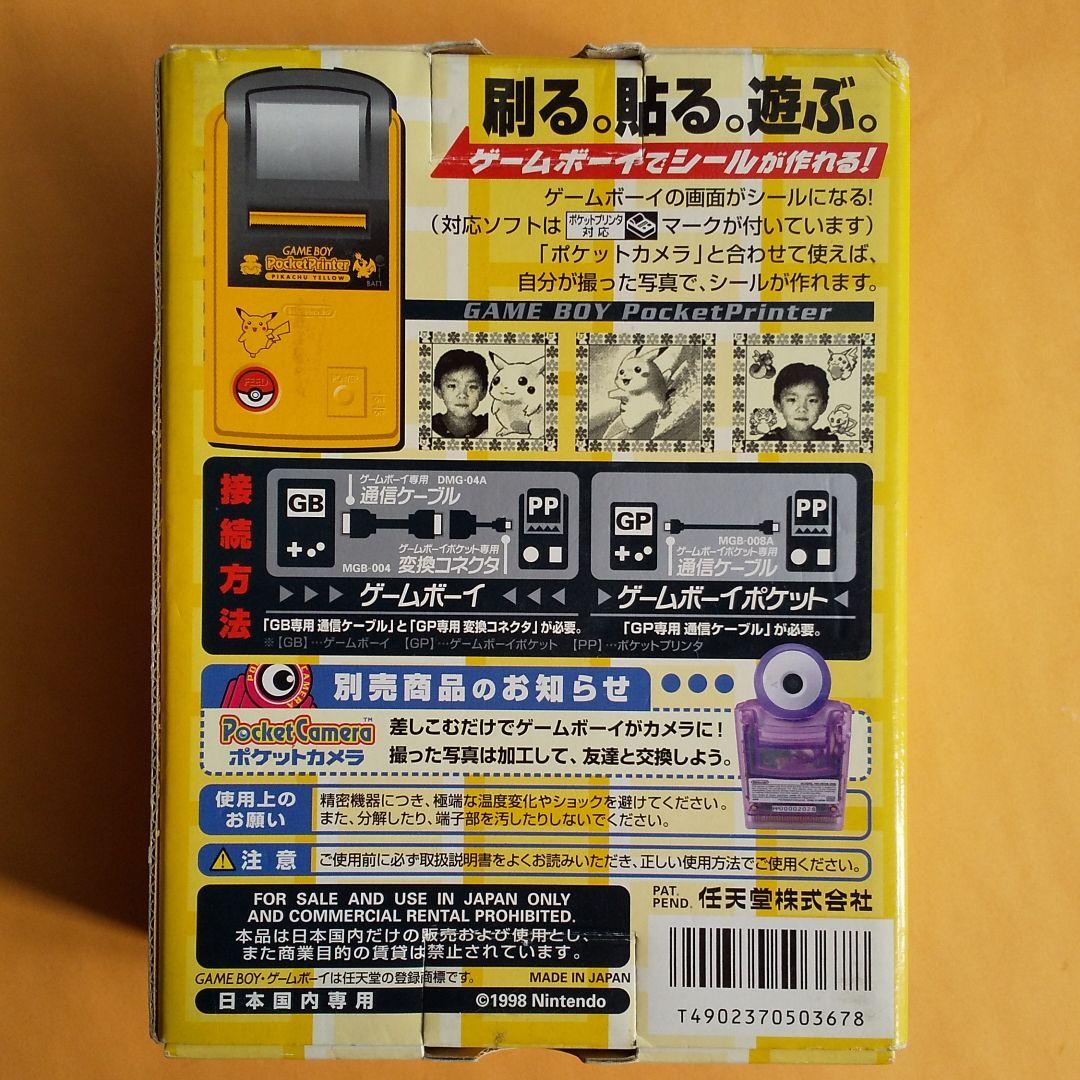 刷る。貼る。遊ぶ。
ゲームボーイでシールが作れる!
ゲームボーイの画面がシールになる!
(対応ソフトは ポケットプリンタ対応 マークが付いています)
「ポケットカメラ」と合わせて使えば、
自分が撮った写真で、シールが作れます。
GAME BOY PocketPrinter
GAME BOY
PocketPrinter
PIKACHU YELLOW
BATT.
FEED
POWER
接続方法
GB
ゲームボーイ専用 DMG-04A
通信ケーブル
PP
ゲームボーイポケット専用
MGB-004 変換コネクタ
ゲームボーイ
「GB専用 通信ケーブル」と「GP専用 変換コネクタ」が必要。
GP
PP
MGB-008A
ゲームボーイポケット専用
通信ケーブル
ゲームボーイポケット
「GP専用 通信ケーブル」が必要。
※【GB】…ゲームボーイ 【GP】…ゲームボーイポケット 【PP】…ポケットプリンタ
別売商品のお知らせ
PocketCamera™
ポケットカメラ
差しこむだけでゲームボーイがカメラに!
撮った写真は加工して、友達と交換しよう。
使用上のお願い
精密機器につき、極端な温度変化やショックを避けてください。
また、分解したり、端子部を汚したりしないでください。
注意
ご使用前に必ず取扱説明書をよくお読みいただき、正しい使用方法でご使用ください。
FOR SALE AND USE IN JAPAN ONLY
AND COMMERCIAL RENTAL PROHIBITED.
本品は日本国内だけの販売および使用とし、
また商業目的の賃貸は禁止されています。
GAME BOY・ゲームボーイは任天堂の登録商標です。
MADE IN JAPAN
日本国内専用
©1998 Nintendo
PAT. PEND. 任天堂株式会社
T4902370503678